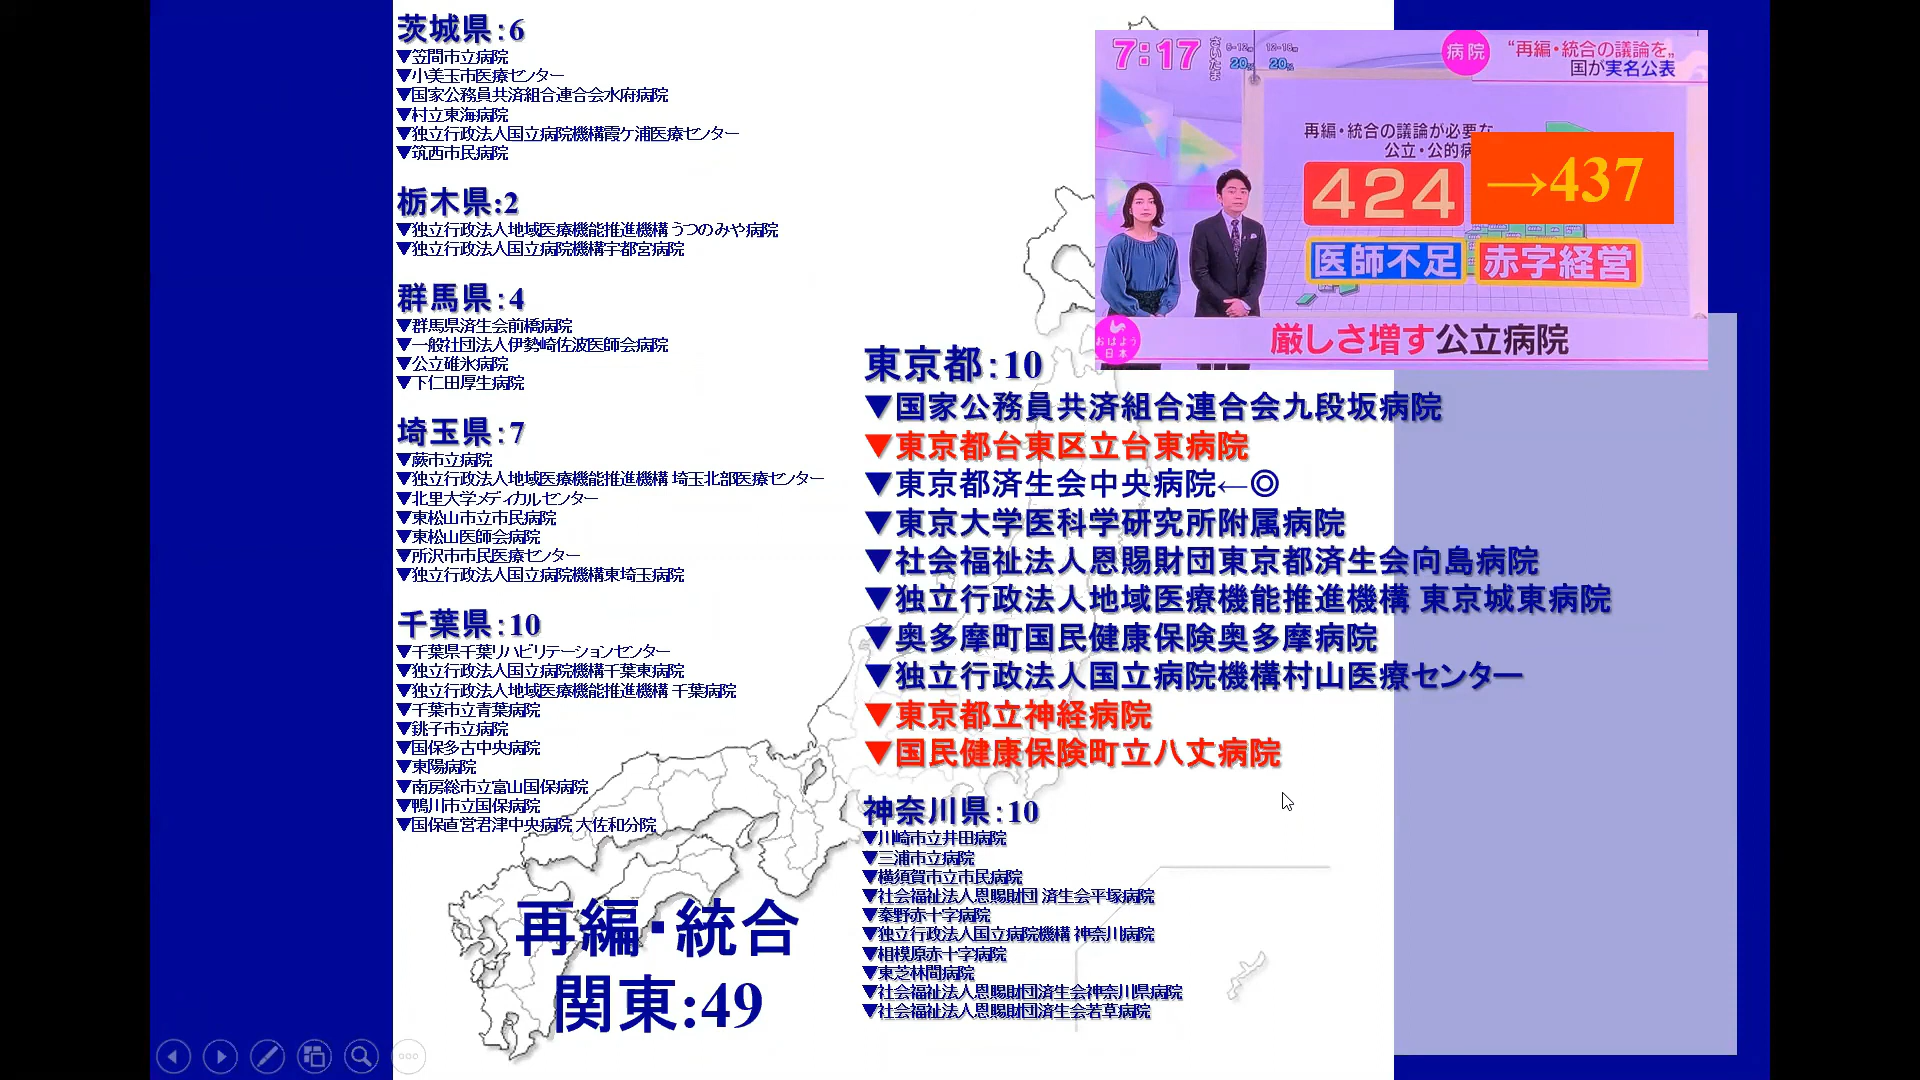 茨城県:6
▼笠間市立病院
▼小美玉市医療センター
▼国家公務員共済組合連合会水府病院
▼村立東海病院
▼独立行政法人国立病院機構霞ケ浦医療センター
▼筑西市民病院
栃木県:2
▼独立行政法人地域医療機能推進機構 うつのみや病院
▼独立行政法人国立病院機構宇都宮病院
群馬県:4
▼群馬県済生会前橋病院
▼一般社団法人伊勢崎佐波医師会病院
▼公立碓氷病院
▼下仁田厚生病院
埼玉県:7
▼蕨市立病院
▼独立行政法人地域医療機能推進機構 埼玉北部医療センター
▼北里大学メディカルセンター
▼東松山市立市民病院
▼東松山医師会病院
▼所沢市市民医療センター
▼独立行政法人国立病院機構東埼玉病院
千葉県:10
▼千葉県千葉リハビリテーションセンター
▼独立行政法人国立病院機構千葉東病院
▼独立行政法人地域医療機能推進機構 千葉病院
▼千葉市立青葉病院
▼銚子市立病院
▼国保多古中央病院
▼東陽病院
▼南房総市立富山国保病院
▼鴨川市立国保病院
▼国保直営君津中央病院 大佐和分院
再編・統合
関東:49
7:17
さいたま
6-12時 12-18時
20% 20%
病院
“再編・統合の議論を„
国が実名公表
再編・統合の議論が必要な
公立・公的病
424
→437
医師不足 赤字経営
厳しさ増す公立病院
おはよう
日本
東京都:10
▼国家公務員共済組合連合会九段坂病院
▼東京都台東区立台東病院
▼東京都済生会中央病院←◎
▼東京大学医科学研究所附属病院
▼社会福祉法人恩賜財団東京都済生会向島病院
▼独立行政法人地域医療機能推進機構 東京城東病院
▼奥多摩町国民健康保険奥多摩病院
▼独立行政法人国立病院機構村山医療センター
▼東京都立神経病院
▼国民健康保険町立八丈病院
神奈川県:10
▼川崎市立井田病院
▼三浦市立病院
▼横須賀市立市民病院
▼社会福祉法人恩賜財団 済生会平塚病院
▼秦野赤十字病院
▼独立行政法人国立病院機構 神奈川病院
▼相模原赤十字病院
▼東芝林間病院
▼社会福祉法人恩賜財団済生会神奈川県病院
▼社会福祉法人恩賜財団済生会若草病院